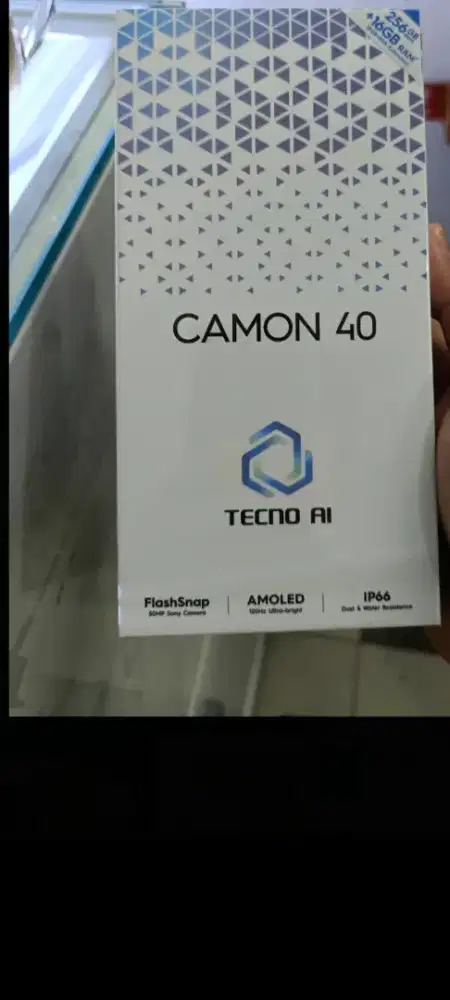 256GB
+16GB RAM*
CAMON 40
TECNO AI
FlashSnap
50MP Sony Camera
AMOLED
120Hz Ultra-bright
IP66
Dust & Water Resistance